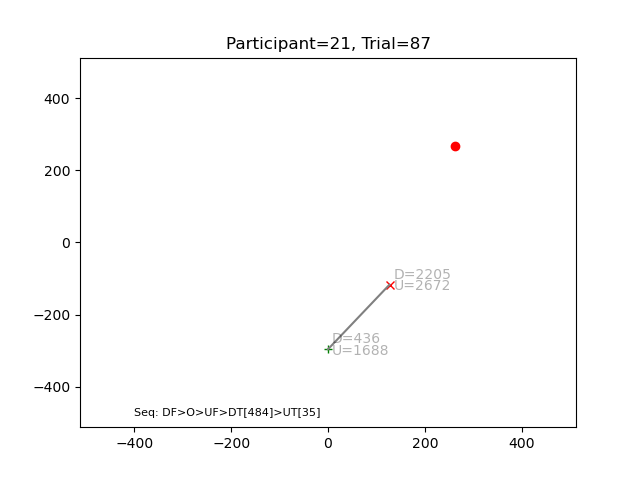 Participant=21, Trial=87
400
200
0
−200
−400
D=2205
U=2672
D=436
U=1688
Seq: DF>O>UF>DT[484]>UT[35]
−400
−200
0
200
400